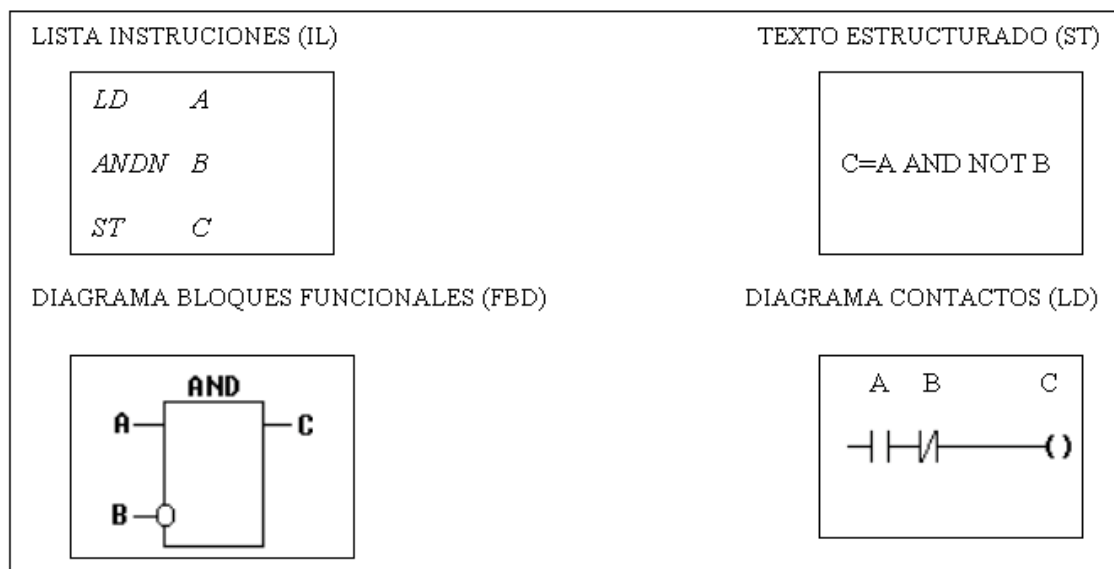 LISTA INSTRUCIONES (IL)
LD A
ANDN B
ST C
TEXTO ESTRUCTURADO (ST)
C=A AND NOT B
DIAGRAMA BLOQUES FUNCIONALES (FBD)
AND
A C
B
DIAGRAMA CONTACTOS (LD)
A B C